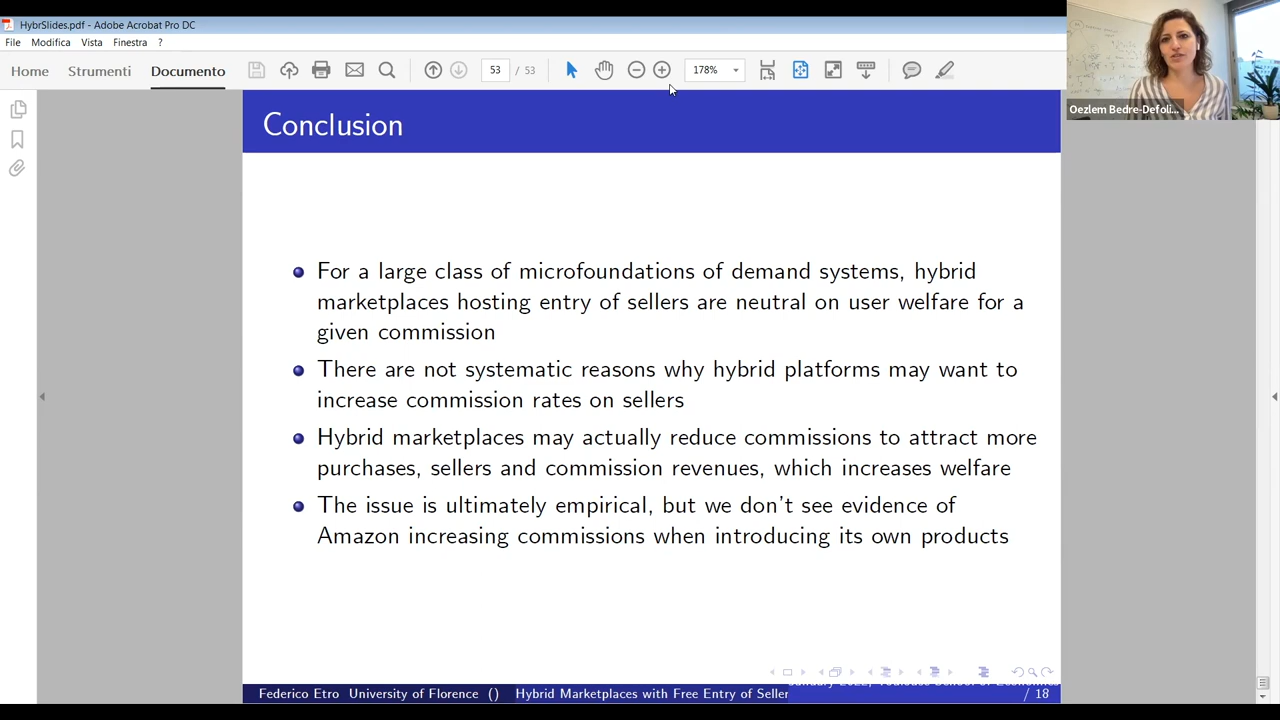 HybrSlides.pdf - Adobe Acrobat Pro DC
File Modifica Vista Finestra ?
Home Strumenti Documento 53 / 53 178%
Oezlem Bedre-Defoli...
Conclusion
For a large class of microfoundations of demand systems, hybrid
marketplaces hosting entry of sellers are neutral on user welfare for a
given commission
There are not systematic reasons why hybrid platforms may want to
increase commission rates on sellers
Hybrid marketplaces may actually reduce commissions to attract more
purchases, sellers and commission revenues, which increases welfare
The issue is ultimately empirical, but we don't see evidence of
Amazon increasing commissions when introducing its own products
Federico Etro University of Florence () Hybrid Marketplaces with Free Entry of Seller
/ 18